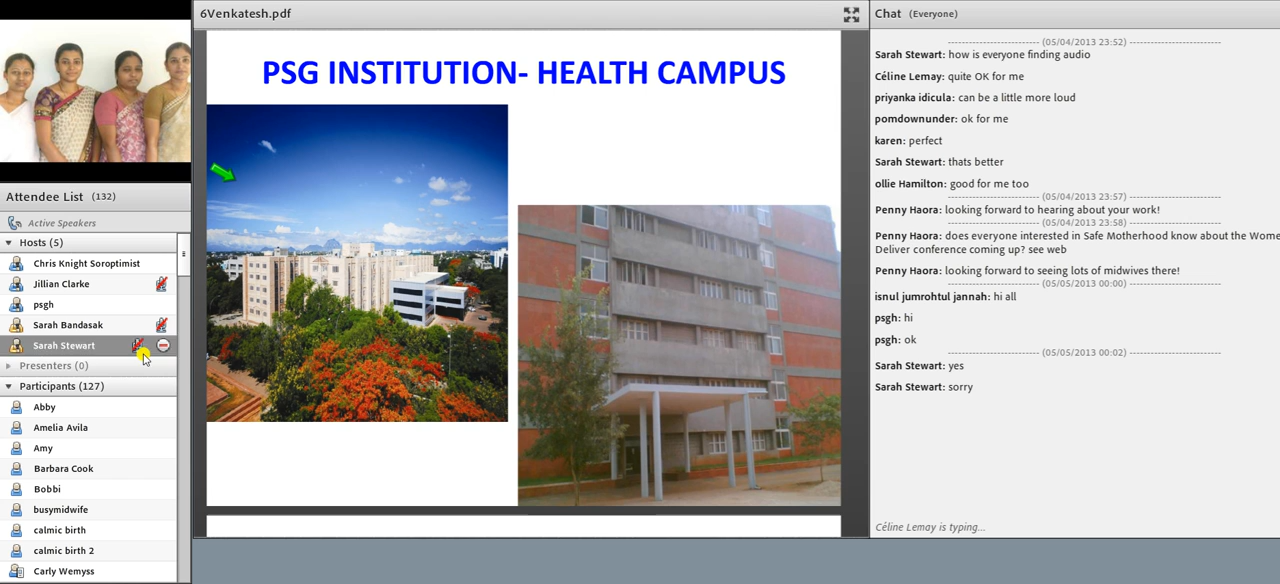 6Venkatesh.pdf
PSG INSTITUTION- HEALTH CAMPUS
Attendee List (132)
Active Speakers
Hosts (5)
Chris Knight Soroptimist
Jillian Clarke
psgh
Sarah Bandasak
Sarah Stewart
Presenters (0)
Participants (127)
Abby
Amelia Avila
Amy
Barbara Cook
Bobbi
busymidwife
calmic birth
calmic birth 2
Carly Wemyss
Chat (Everyone)
(05/04/2013 23:52)
Sarah Stewart: how is everyone finding audio
Céline Lemay: quite OK for me
priyanka idicula: can be a little more loud
pomdownunder: ok for me
karen: perfect
Sarah Stewart: thats better
ollie Hamilton: good for me too
(05/04/2013 23:57)
Penny Haora: looking forward to hearing about your work!
(05/04/2013 23:58)
Penny Haora: does everyone interested in Safe Motherhood know about the Wome
Deliver conference coming up? see web
Penny Haora: looking forward to seeing lots of midwives there!
(05/05/2013 00:00)
isnul jumrohtul jannah: hi all
psgh: hi
psgh: ok
(05/05/2013 00:02)
Sarah Stewart: yes
Sarah Stewart: sorry
Céline Lemay is typing...